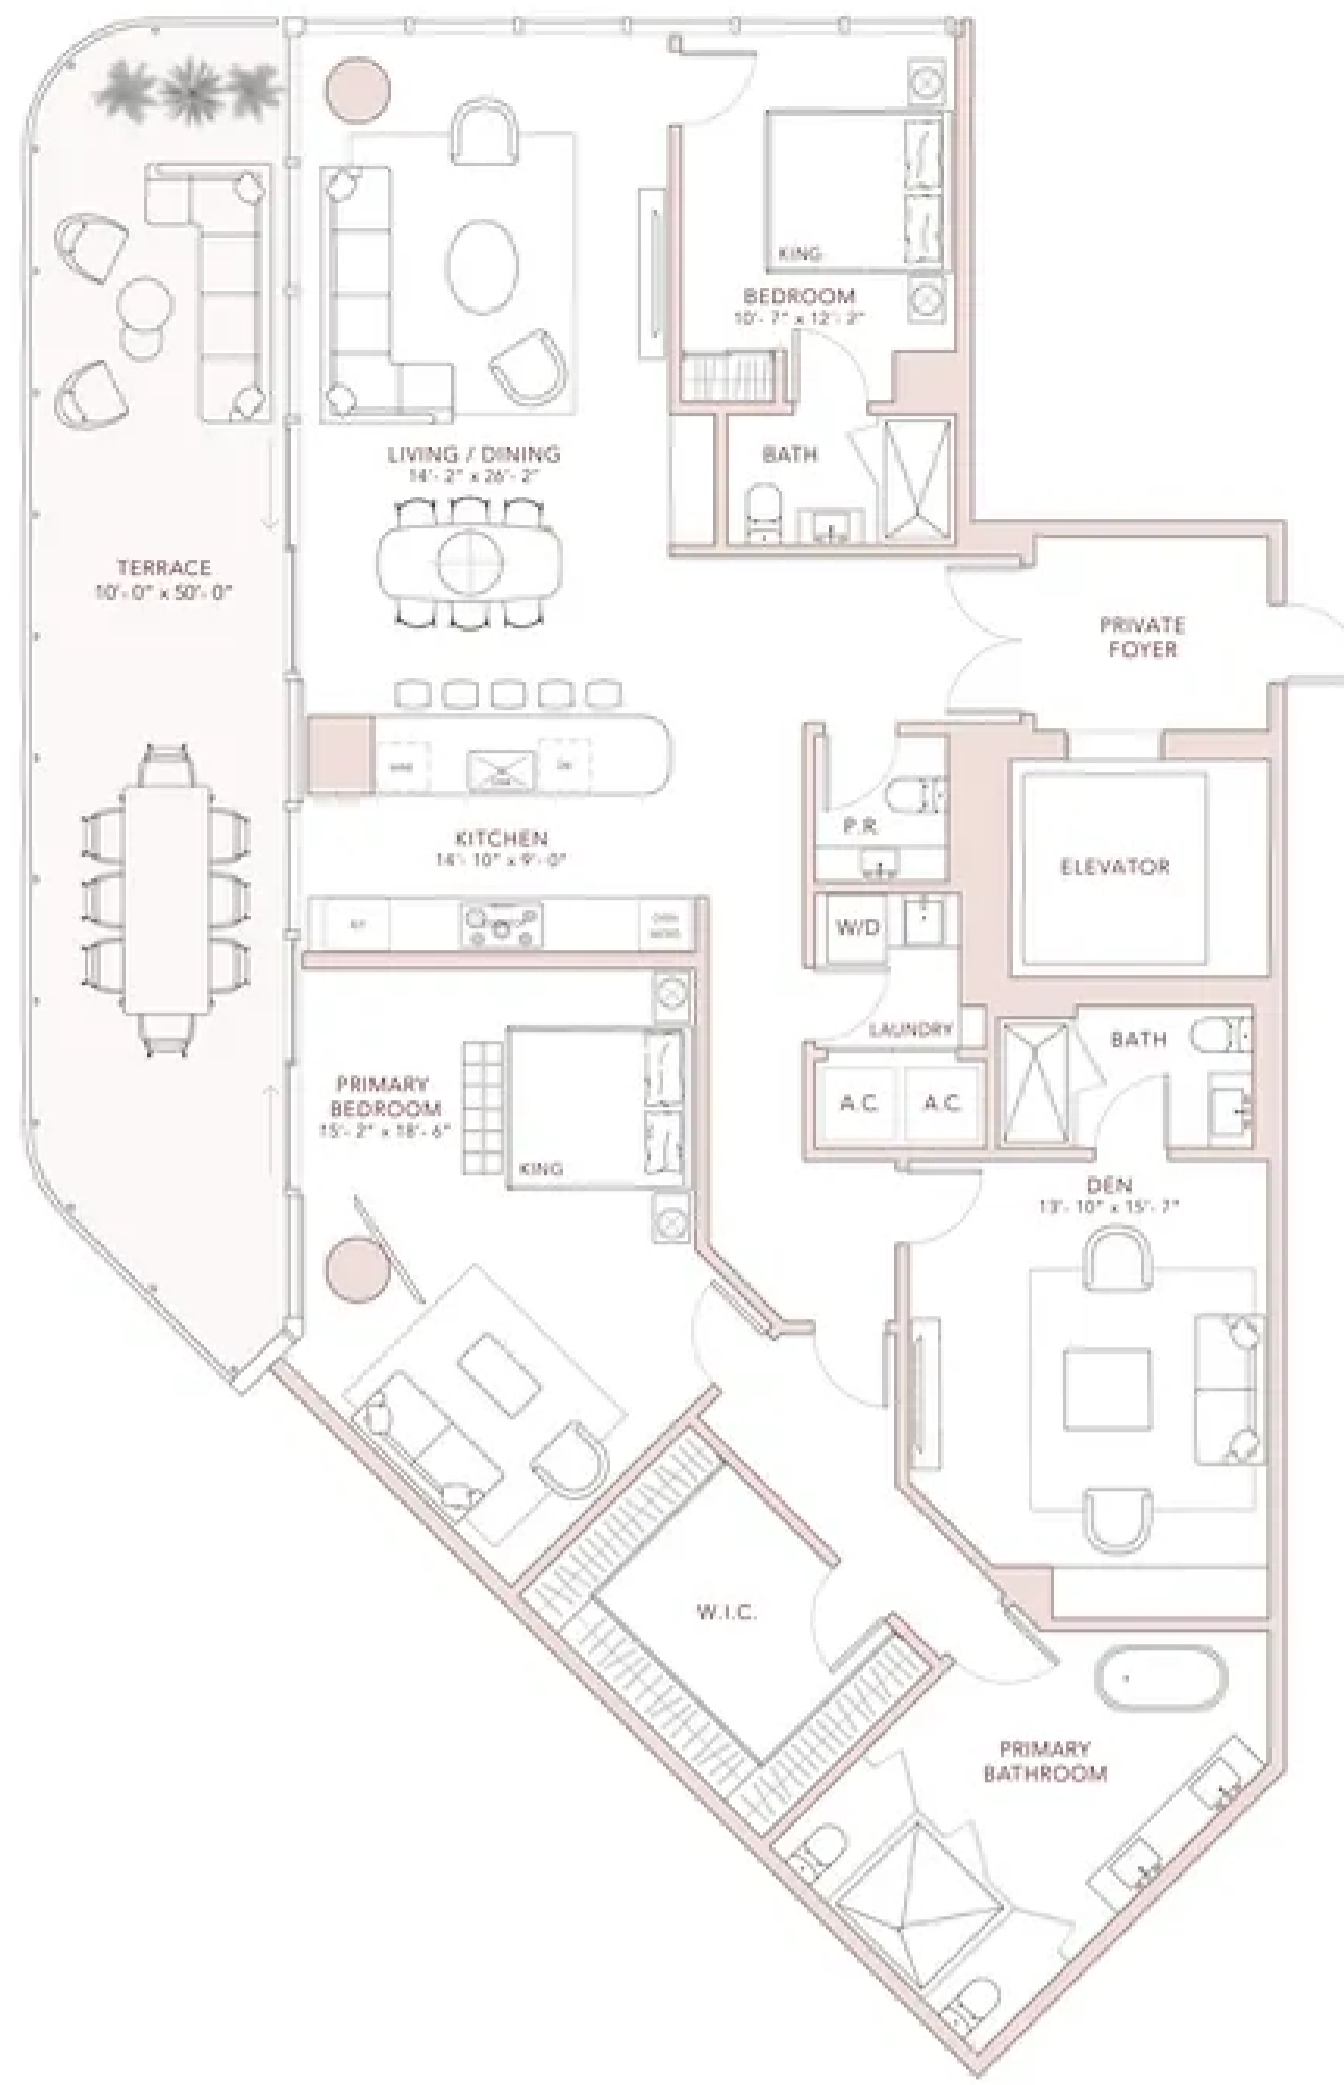 KING
BEDROOM
10'- 7" x 12'- 2"
LIVING / DINING
14'- 2" x 26'- 2"
BATH
TERRACE
10'- 0" x 50'- 0"
PRIVATE
FOYER
KITCHEN
14'- 10" x 9'- 0"
P.R.
ELEVATOR
W/D
LAUNDRY
A.C.
A.C.
BATH
PRIMARY
BEDROOM
15'- 2" x 18'- 6"
KING
DEN
13'- 10" x 15'- 7"
W.I.C.
PRIMARY
BATHROOM